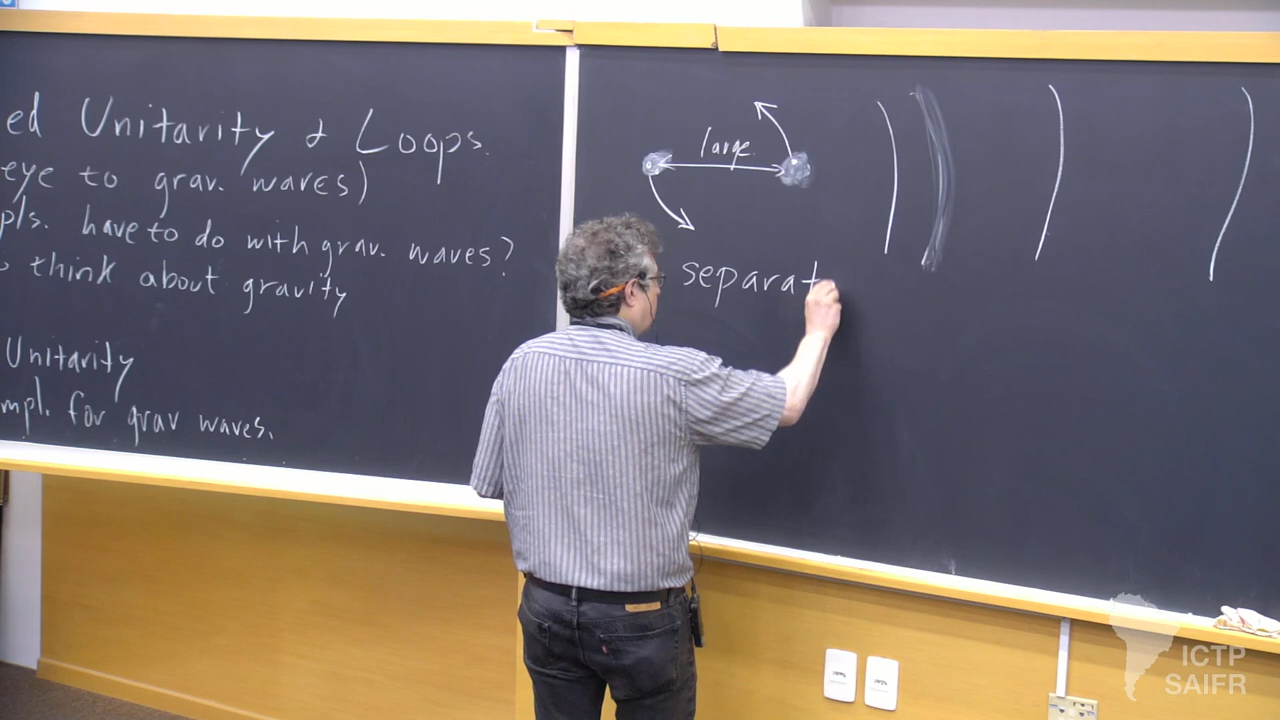 ed Unitarity & Loops.
eye to grav. waves)
pls. have to do with grav. waves?
think about gravity
Unitarity
mpl. for grav waves.
large
separat
ICTP
SAIFR